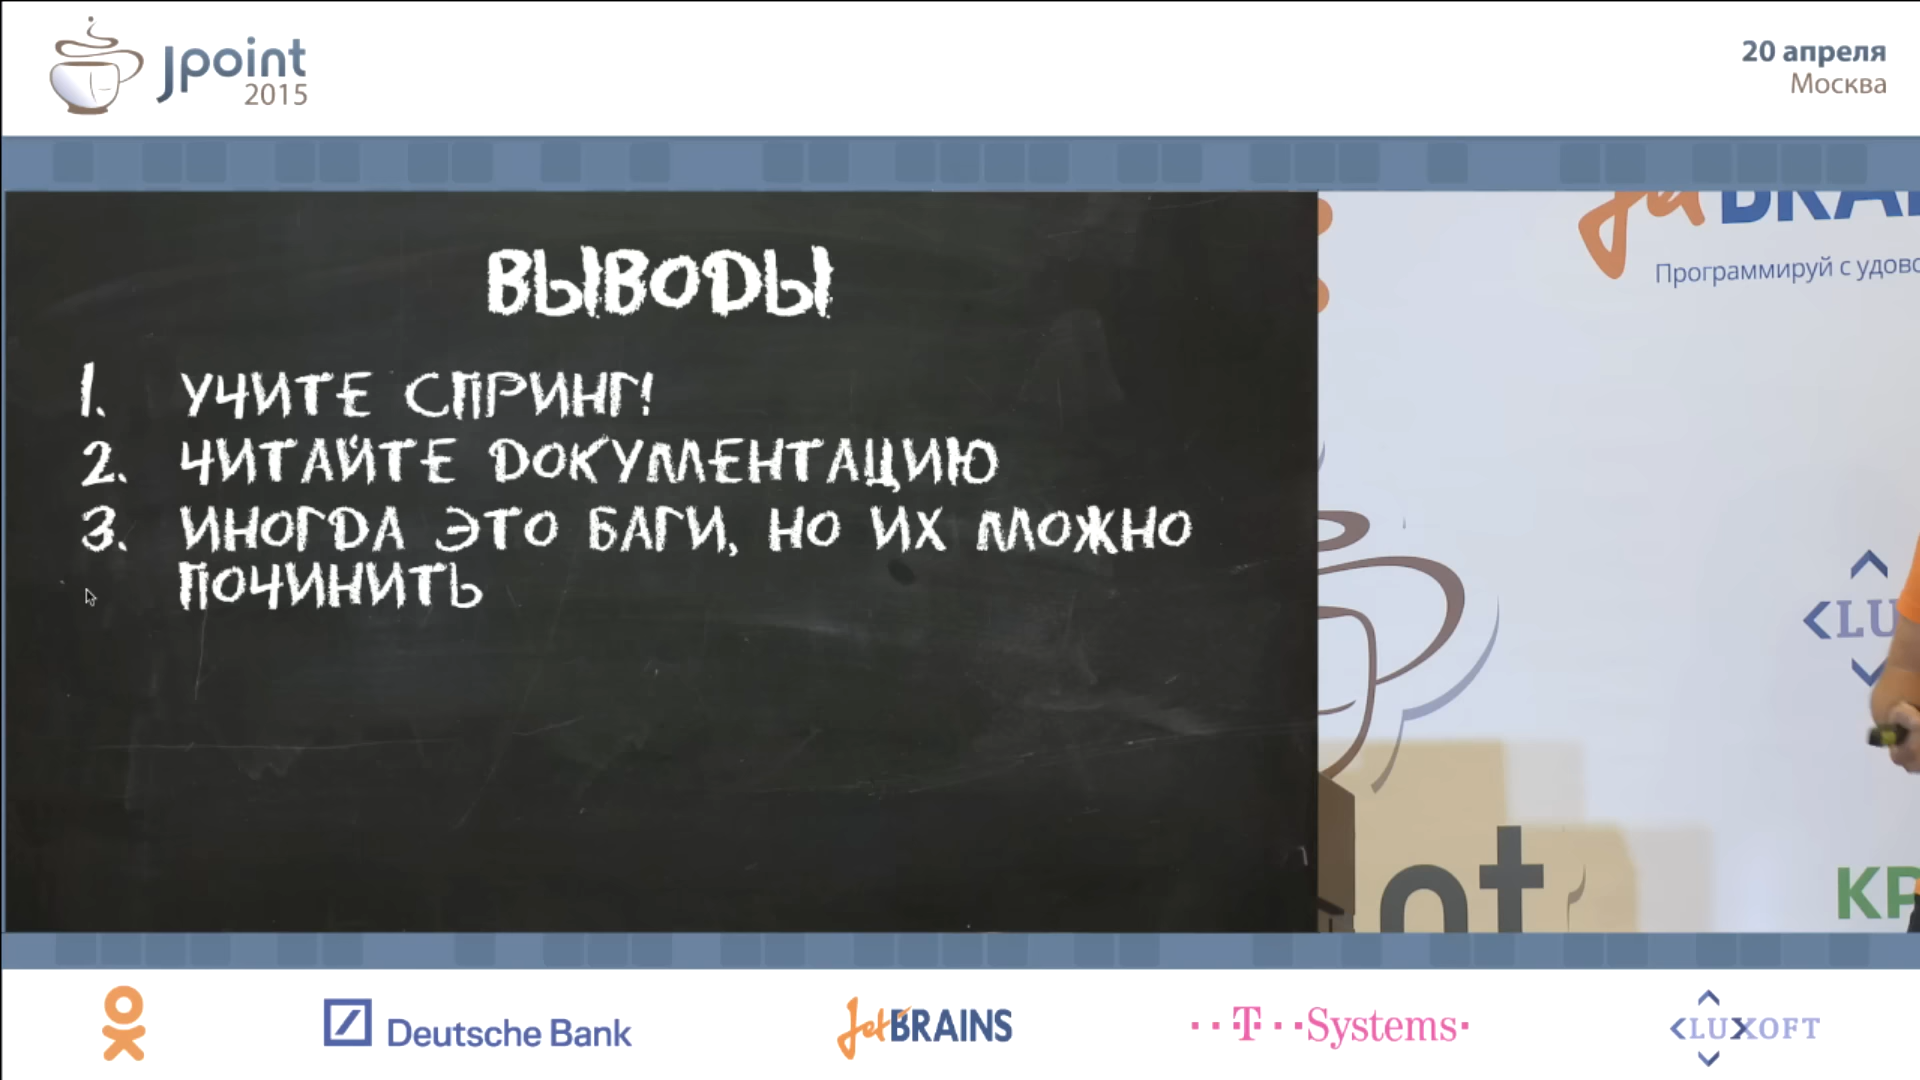 Jpoint
2015
20 апреля
Москва
ВЫВОДЫ
1. УЧИТЕ СПРИНГ!
2. ЧИТАЙТЕ ДОКУМЕНТАЦИЮ
3. ИНОГДА ЭТО БАГИ, НО ИХ МОЖНО
ПОЧИНИТЬ
Программируй с
Deutsche Bank
JetBRAINS
··T··Systems·
LUXOFT